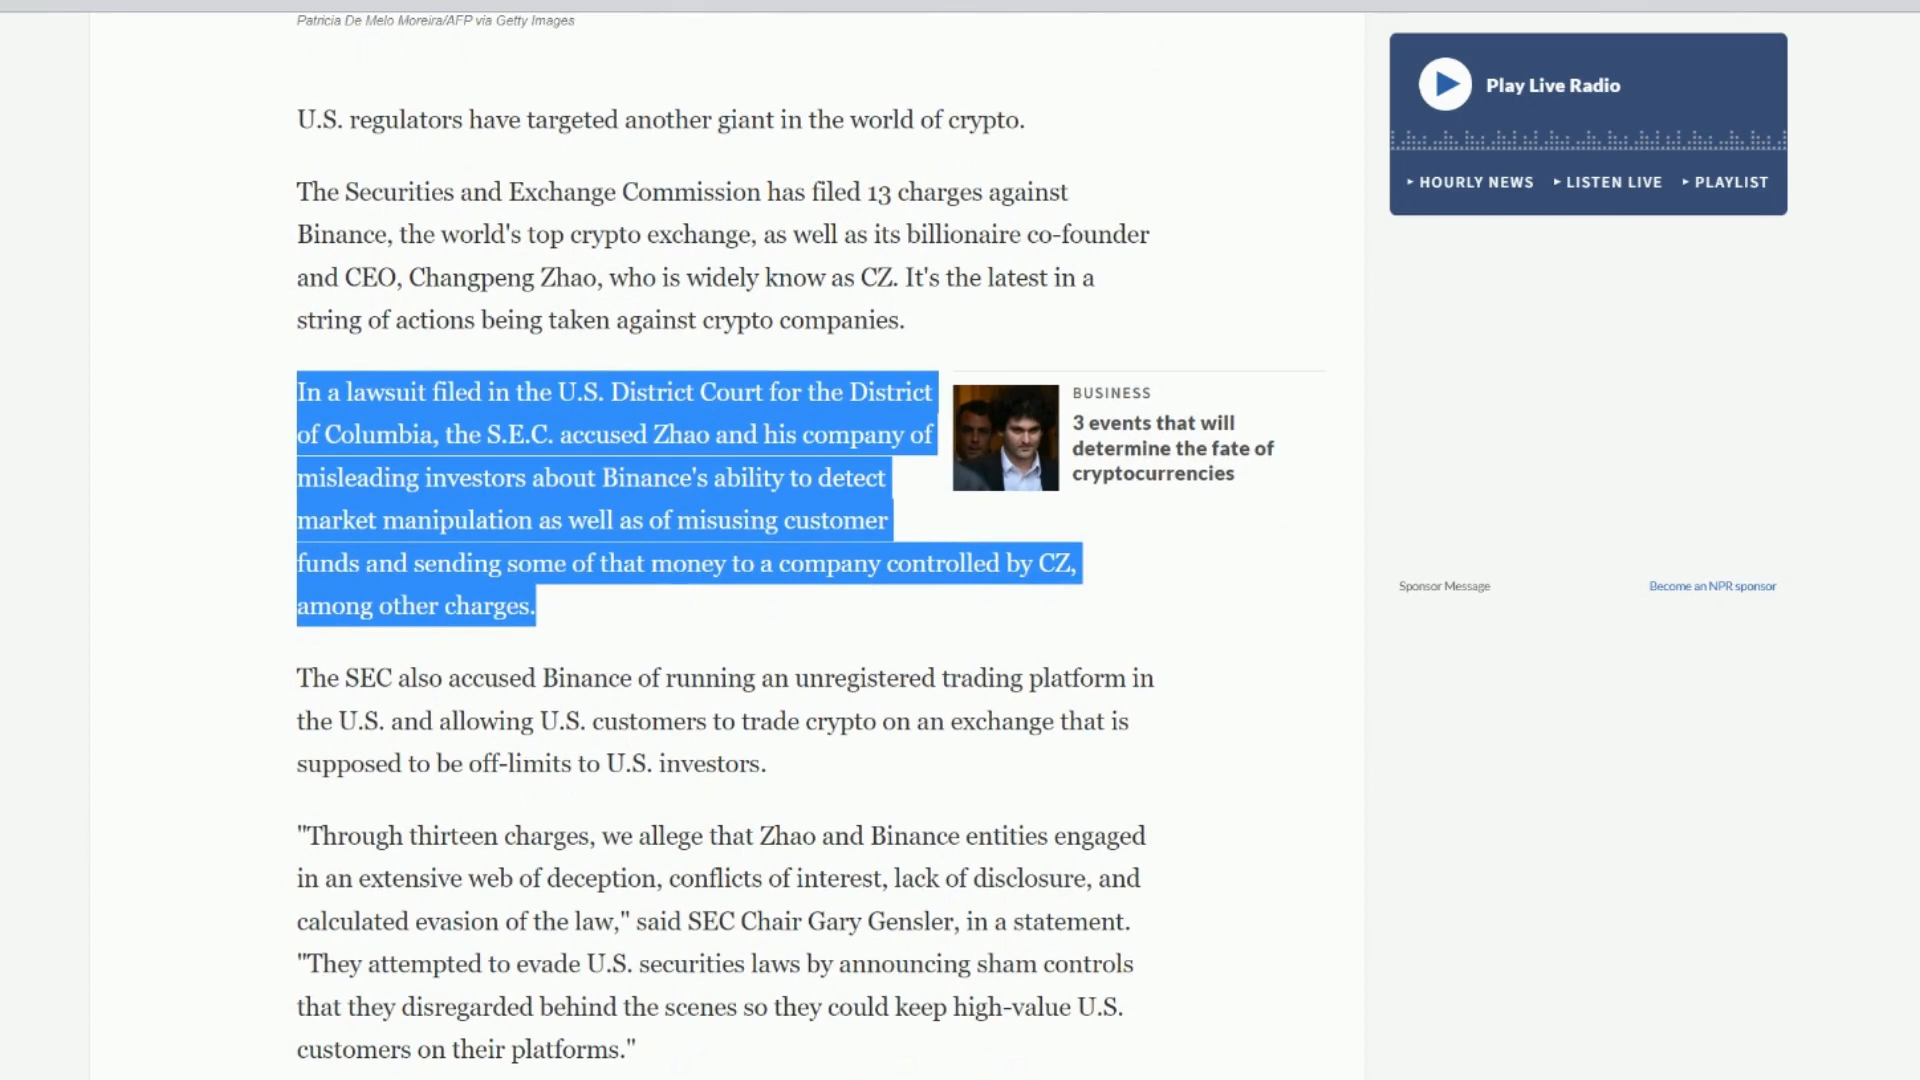 Patricia De Melo Moreira/AFP via Getty Images
U.S. regulators have targeted another giant in the world of crypto.
The Securities and Exchange Commission has filed 13 charges against
Binance, the world's top crypto exchange, as well as its billionaire co-founder
and CEO, Changpeng Zhao, who is widely know as CZ. It's the latest in a
string of actions being taken against crypto companies.
In a lawsuit filed in the U.S. District Court for the District
of Columbia, the S.E.C. accused Zhao and his company of
misleading investors about Binance's ability to detect
market manipulation as well as of misusing customer
funds and sending some of that money to a company controlled by CZ,
among other charges.
BUSINESS
3 events that will
determine the fate of
cryptocurrencies
The SEC also accused Binance of running an unregistered trading platform in
the U.S. and allowing U.S. customers to trade crypto on an exchange that is
supposed to be off-limits to U.S. investors.
"Through thirteen charges, we allege that Zhao and Binance entities engaged
in an extensive web of deception, conflicts of interest, lack of disclosure, and
calculated evasion of the law," said SEC Chair Gary Gensler, in a statement.
"They attempted to evade U.S. securities laws by announcing sham controls
that they disregarded behind the scenes so they could keep high-value U.S.
customers on their platforms."
Play Live Radio
HOURLY NEWS LISTEN LIVE PLAYLIST
Sponsor Message Become an NPR sponsor